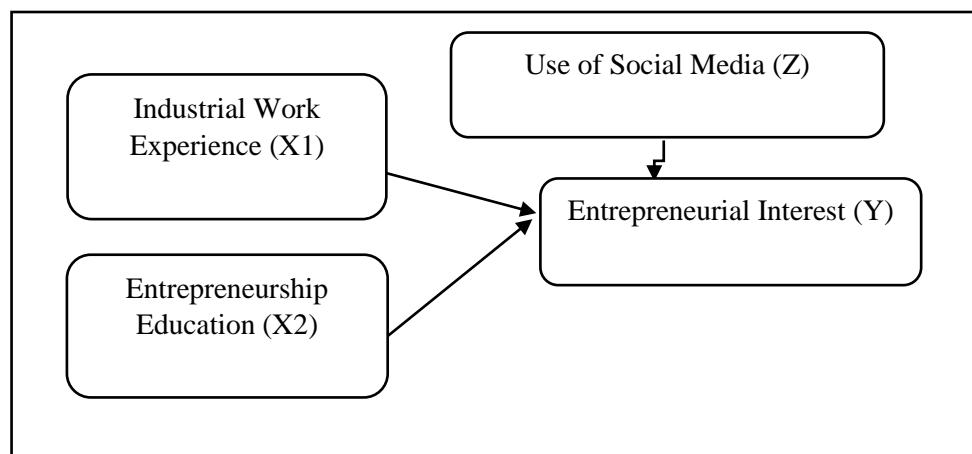 Use of Social Media (Z)
Industrial Work
Experience (X1)
Entrepreneurial Interest (Y)
Entrepreneurship
Education (X2)